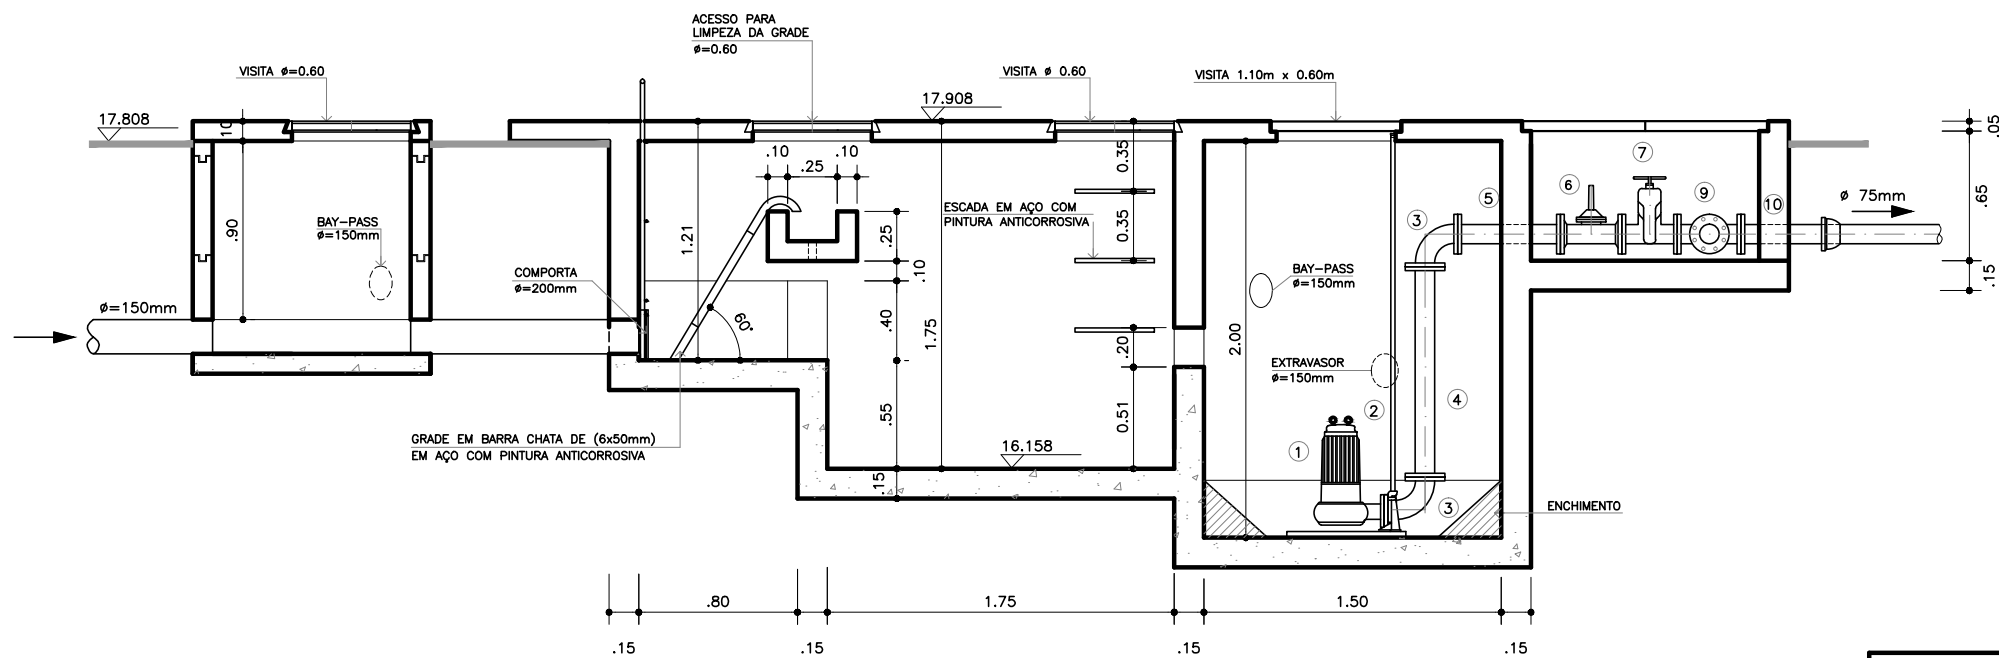 ACESSO PARA
LIMPEZA DA GRADE
ø=0.60
VISITA ø=0.60
VISITA ø 0.60
VISITA 1.10m x 0.60m
17.808
17.908
10
.05
.10
.10
.25
0.35
7
6
9
5
10
3
ø 75mm
.65
ESCADA EM AÇO COM
PINTURA ANTICORROSIVA
0.35
BAY-PASS
ø=150mm
.90
1.21
.25
.10
COMPORTA
ø=200mm
BAY-PASS
ø=150mm
.15
ø=150mm
60°
.40
1.75
.20
2.00
EXTRAVASOR
ø=150mm
4
2
.55
0.51
GRADE EM BARRA CHATA DE (6x50mm)
EM AÇO COM PINTURA ANTICORROSIVA
16.158
1
.15
3
ENCHIMENTO
.80
1.75
1.50
.15
.15
.15
.15